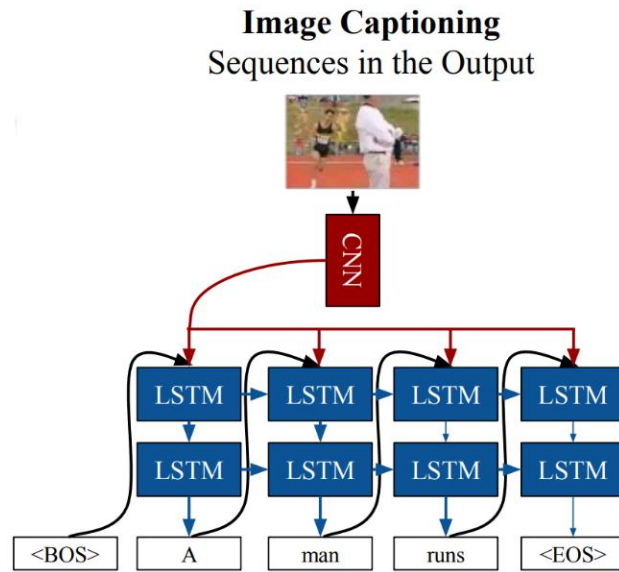 Image Captioning
Sequences in the Output
CNN
LSTM LSTM LSTM LSTM
LSTM LSTM LSTM LSTM
<BOS> A man runs <EOS>